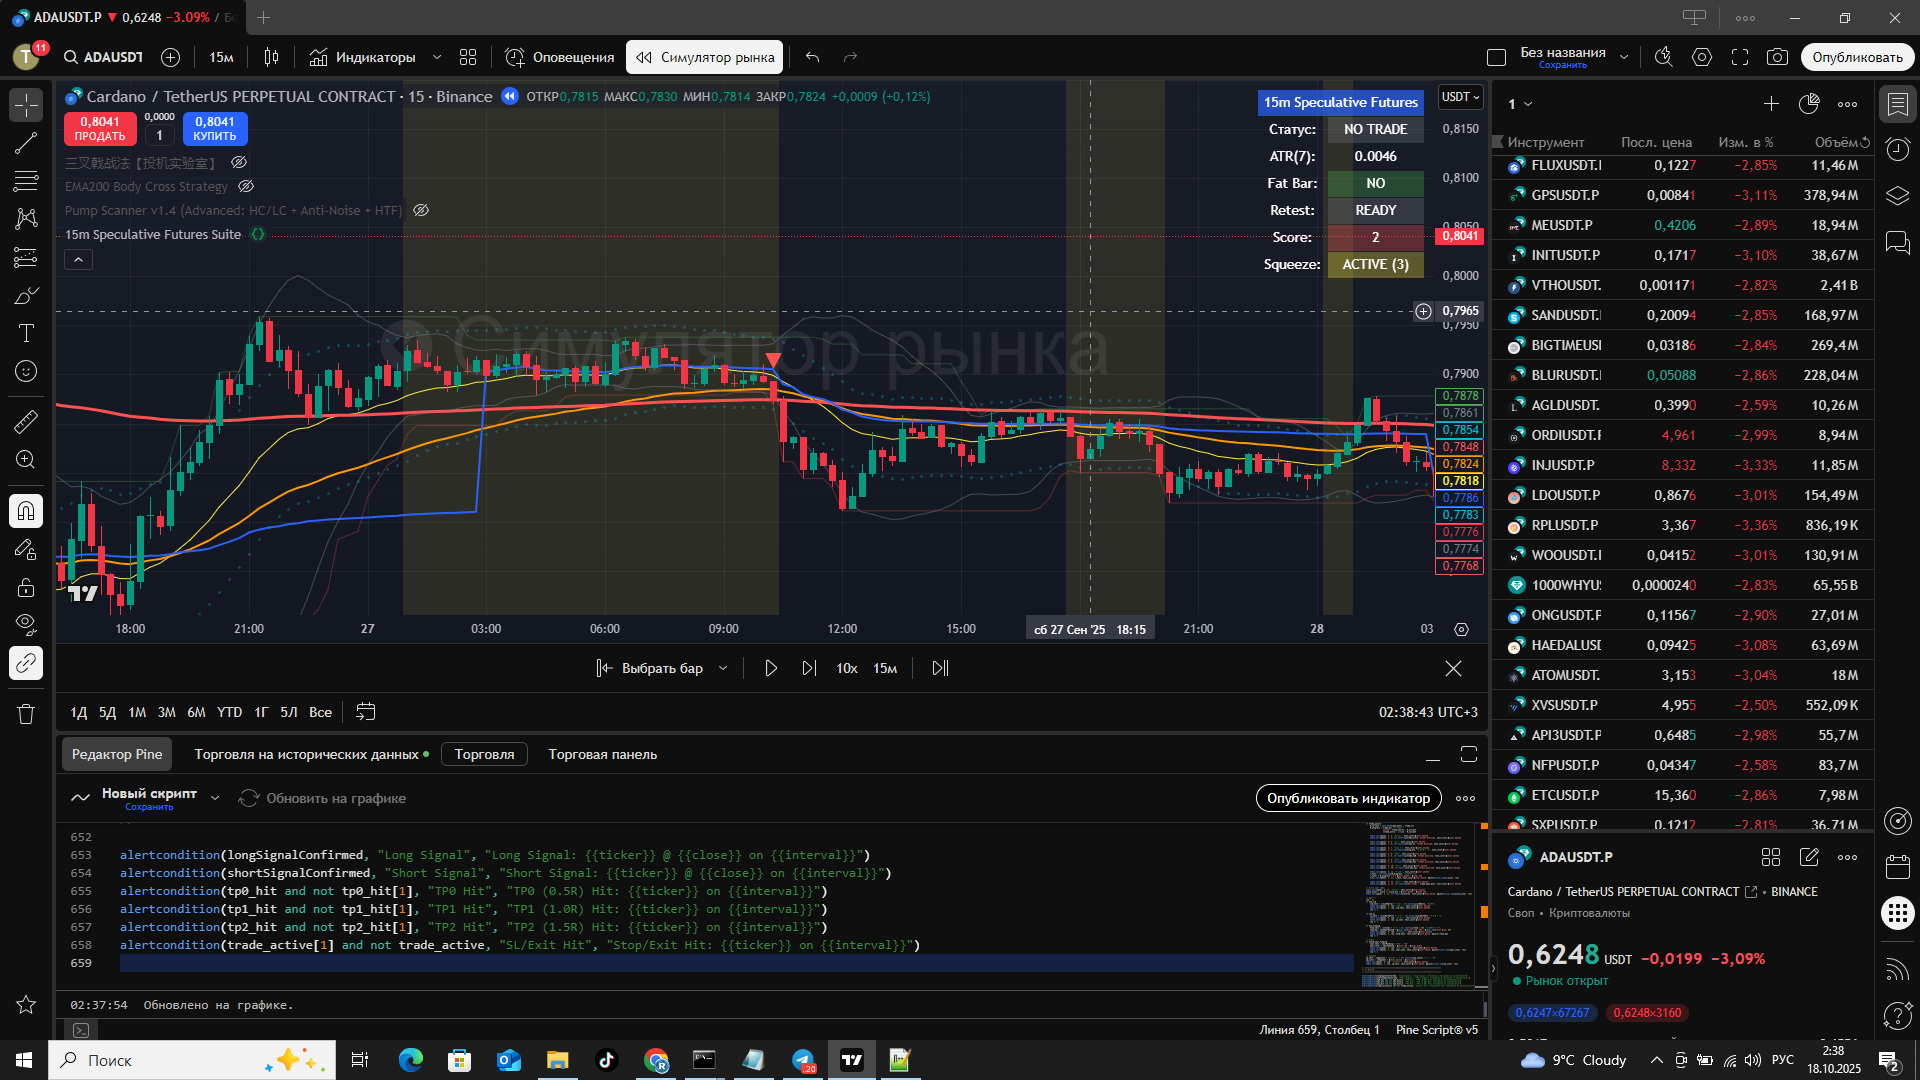 ADAUSDT.P ▼ 0,6248 −3.09% / Бе
T 11
ADAUSDT
15м
Индикаторы
Оповещения
Симулятор рынка
Без названия
Сохранить
Опубликовать
Cardano / TetherUS PERPETUAL CONTRACT · 15 · Binance
ОТКР0,7815 МАКС0,7830 МИН0,7814 ЗАКР0,7824 +0,0009 (+0,12%)
0,8041 ПРОДАТЬ
0,0000
1
0,8041 КУПИТЬ
三叉戟战法【投机实验室】
EMA200 Body Cross Strategy
Pump Scanner v1.4 (Advanced: HC/LC + Anti-Noise + HTF)
15m Speculative Futures Suite
15m Speculative Futures
Статус: NO TRADE
ATR(7): 0.0046
Fat Bar: NO
Retest: READY
Score: 2
Squeeze: ACTIVE (3)
Симулятор рынка
USDT
0,8150
0,8100
0,8050
0,8041
0,8000
0,7965
0,7950
0,7900
0,7878
0,7861
0,7854
0,7848
0,7824
0,7818
0,7786
0,7783
0,7776
0,7774
0,7768
18:00 21:00 27 03:00 06:00 09:00 12:00 15:00 сб 27 Сен '25 18:15 21:00 28 03
Выбрать бар
10x
15м
1Д 5Д 1М 3М 6М YTD 1Г 5Л Все
02:38:43 UTC+3
Редактор Pine
Торговля на исторических данных
Торговля
Торговая панель
Новый скрипт
Сохранить
Обновить на графике
Опубликовать индикатор
652
653 alertcondition(longSignalConfirmed, "Long Signal", "Long Signal: {{ticker}} @ {{close}} on {{interval}}")
654 alertcondition(shortSignalConfirmed, "Short Signal", "Short Signal: {{ticker}} @ {{close}} on {{interval}}")
655 alertcondition(tp0_hit and not tp0_hit[1], "TP0 Hit", "TP0 (0.5R) Hit: {{ticker}} on {{interval}}")
656 alertcondition(tp1_hit and not tp1_hit[1], "TP1 Hit", "TP1 (1.0R) Hit: {{ticker}} on {{interval}}")
657 alertcondition(tp2_hit and not tp2_hit[1], "TP2 Hit", "TP2 (1.5R) Hit: {{ticker}} on {{interval}}")
658 alertcondition(trade_active[1] and not trade_active, "SL/Exit Hit", "Stop/Exit Hit: {{ticker}} on {{interval}}")
659
02:37:54 Обновлено на графике.
Линия 659, Столбец 1 Pine Script® v5
1
Инструмент Посл. цена Изм. в % Объём
FLUXUSDT.I 0,1227 −2,85% 11,46 M
GPSUSDT.P 0,00841 −3,11% 378,94 M
MEUSDT.P 0,4206 −2,89% 18,94 M
INITUSDT.P 0,1717 −3,10% 38,67 M
VTHOUSDT. 0,001171 −2,82% 2,41 B
SANDUSDT. 0,20094 −2,85% 168,97 M
BIGTIMEUSI 0,03186 −2,84% 269,4 M
BLURUSDT.I 0,05088 −2,86% 228,04 M
AGLDUSDT. 0,3990 −2,59% 10,26 M
ORDIUSDT.F 4,961 −2,99% 8,94 M
INJUSDT.P 8,332 −3,33% 11,85 M
LDOUSDT.P 0,8676 −3,01% 154,49 M
RPLUSDT.P 3,367 −3,36% 836,19 K
WOOUSDT.I 0,04152 −3,01% 130,91 M
1000WHYU: 0,0000240 −2,83% 65,55 B
ONGUSDT.P 0,11567 −2,90% 27,01 M
HAEDALUSI 0,09425 −3,08% 63,69 M
ATOMUSDT. 3,153 −3,04% 18 M
XVSUSDT.P 4,955 −2,50% 552,09 K
API3USDT.P 0,6485 −2,98% 55,7 M
NFPUSDT.P 0,04347 −2,58% 83,7 M
ETCUSDT.P 15,360 −2,86% 7,98 M
SXPUSDT.P 0,1212 −2,81% 36,71 M
ADAUSDT.P
Cardano / TetherUS PERPETUAL CONTRACT • BINANCE
Своп • Криптовалюты
0,6248 USDT −0,0199 −3,09%
Рынок открыт
0,6247×67267 0,6248×3160
Поиск
20
9°C Cloudy
РУС
2:38
18.10.2025
2